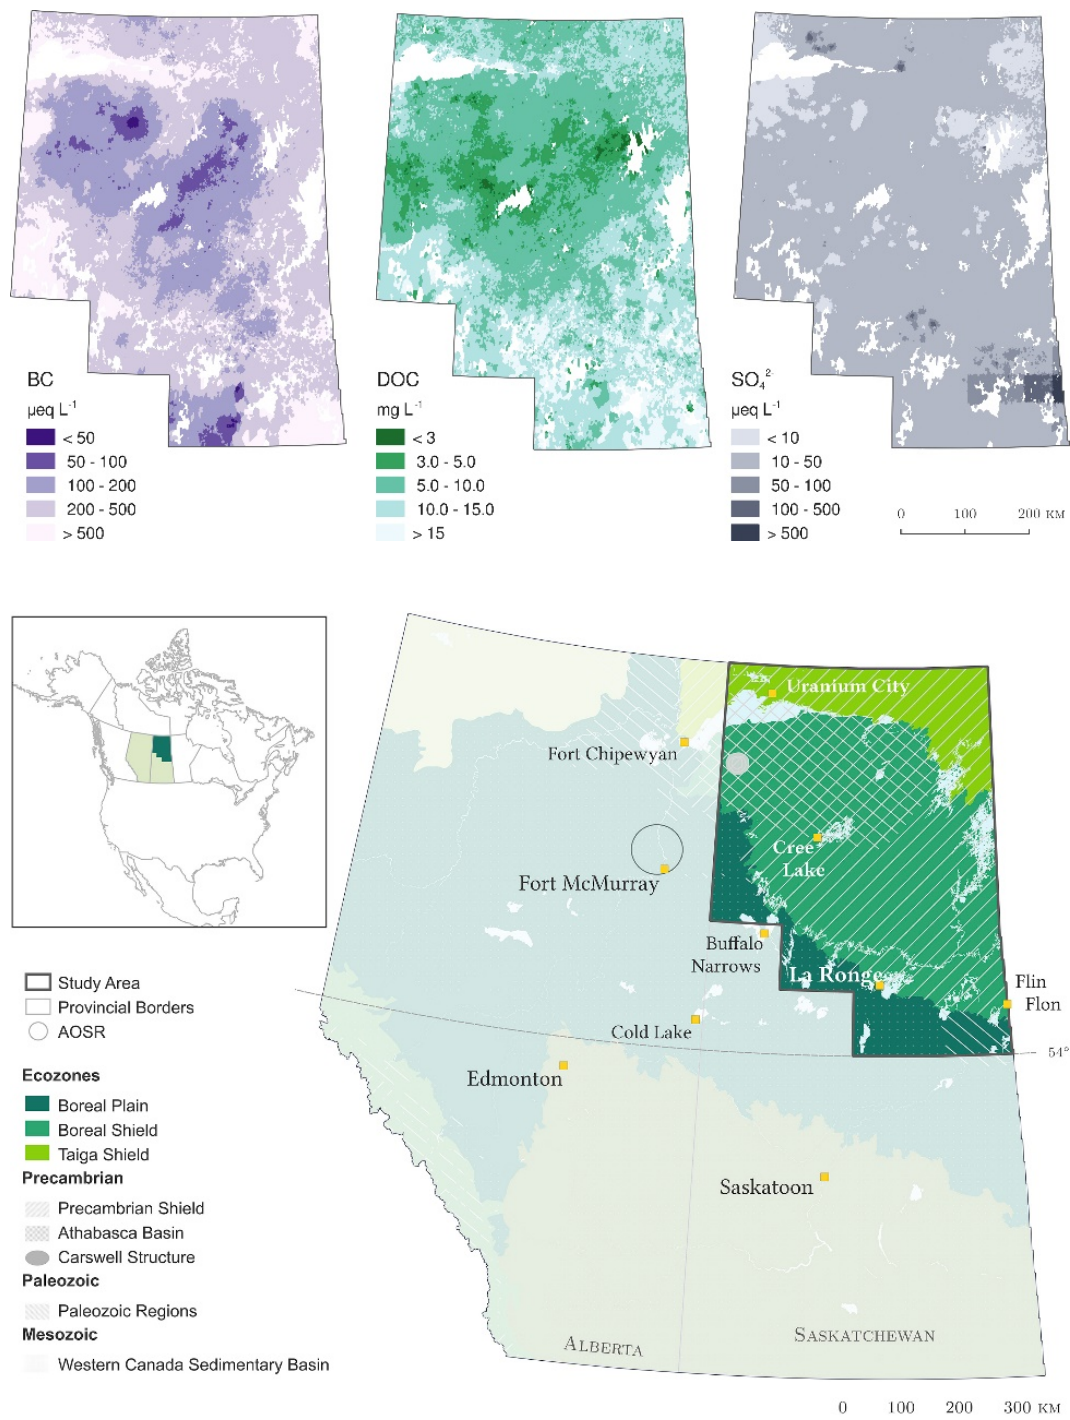 BC
µeq L⁻¹
< 50
50 - 100
100 - 200
200 - 500
> 500
DOC
mg L⁻¹
< 3
3.0 - 5.0
5.0 - 10.0
10.0 - 15.0
> 15
SO₄²⁻
µeq L⁻¹
< 10
10 - 50
50 - 100
100 - 500
> 500
0 100 200 KM
Uranium City
Fort Chipewyan
Cree
Lake
Fort McMurray
Buffalo
Narrows
La Ronge
Flin
Flon
Cold Lake
54°
Edmonton
Saskatoon
ALBERTA
SASKATCHEWAN
0 100 200 300 KM
Study Area
Provincial Borders
AOSR
Ecozones
Boreal Plain
Boreal Shield
Taiga Shield
Precambrian
Precambrian Shield
Athabasca Basin
Carswell Structure
Paleozoic
Paleozoic Regions
Mesozoic
Western Canada Sedimentary Basin